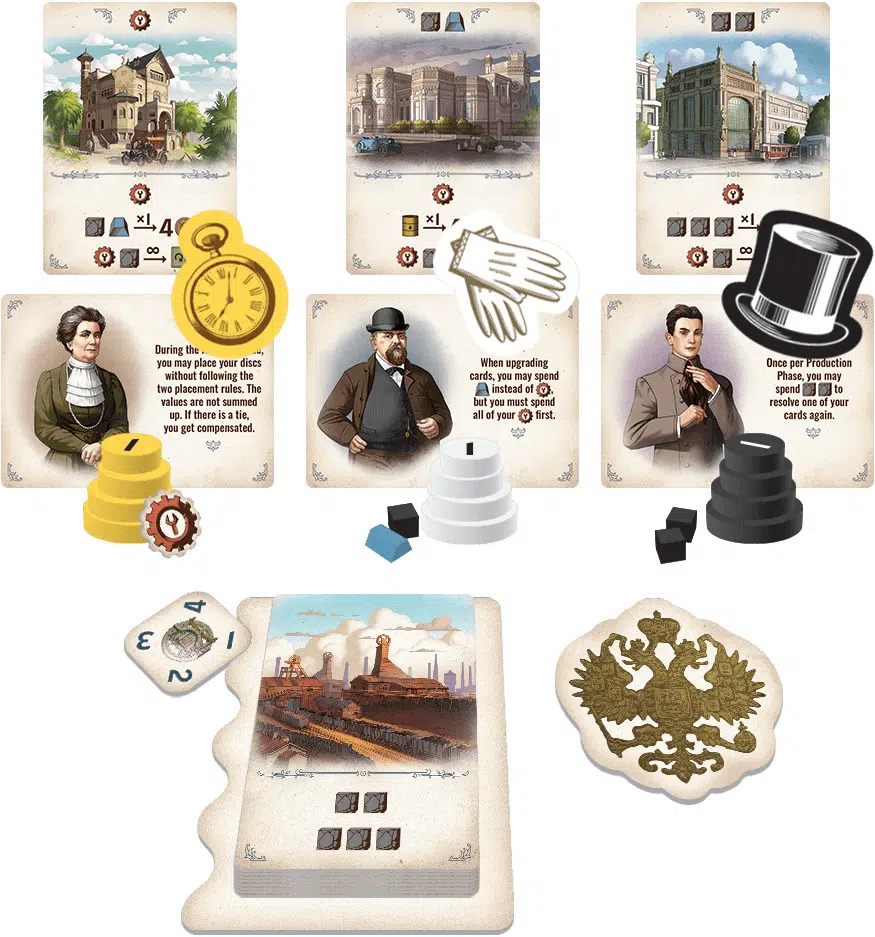 ×1
4
∞
×1
×1
∞
During the
you may place your discs
without following the
two placement rules. The
values are not summed
up. If there is a tie,
you get compensated.
When upgrading
cards, you may spend
instead of
,
but you must spend
all of your
first.
Once per Production
Phase, you may
spend
to
resolve one of your
cards again.
4
3
1
2